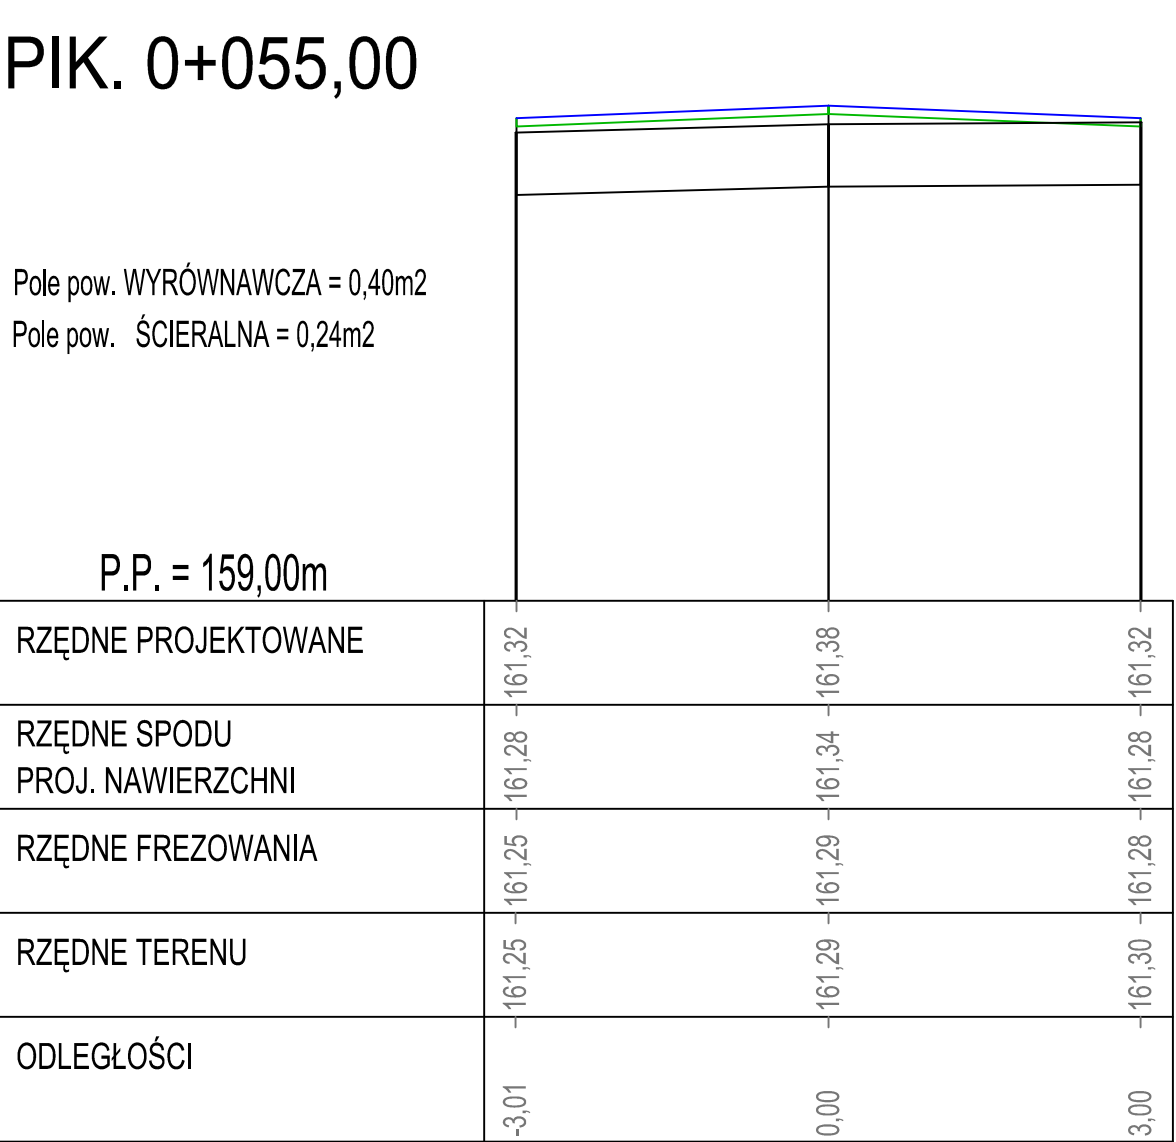 PIK. 0+055,00
Pole pow. WYRÓWNAWCZA = 0,40m2
Pole pow. ŚCIERALNA = 0,24m2
P.P. = 159,00m
RZĘDNE PROJEKTOWANE 161,32 161,38 161,32
RZĘDNE SPODU
PROJ. NAWIERZCHNI 161,28 161,34 161,28
RZĘDNE FREZOWANIA 161,25 161,29 161,28
RZĘDNE TERENU 161,25 161,29 161,30
ODLEGŁOŚCI -3,01 0,00 3,00